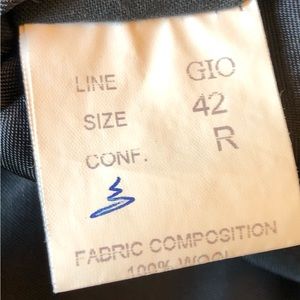 LINE GIO
SIZE 42
CONF. R
FABRIC COMPOSITION
100% WOOL